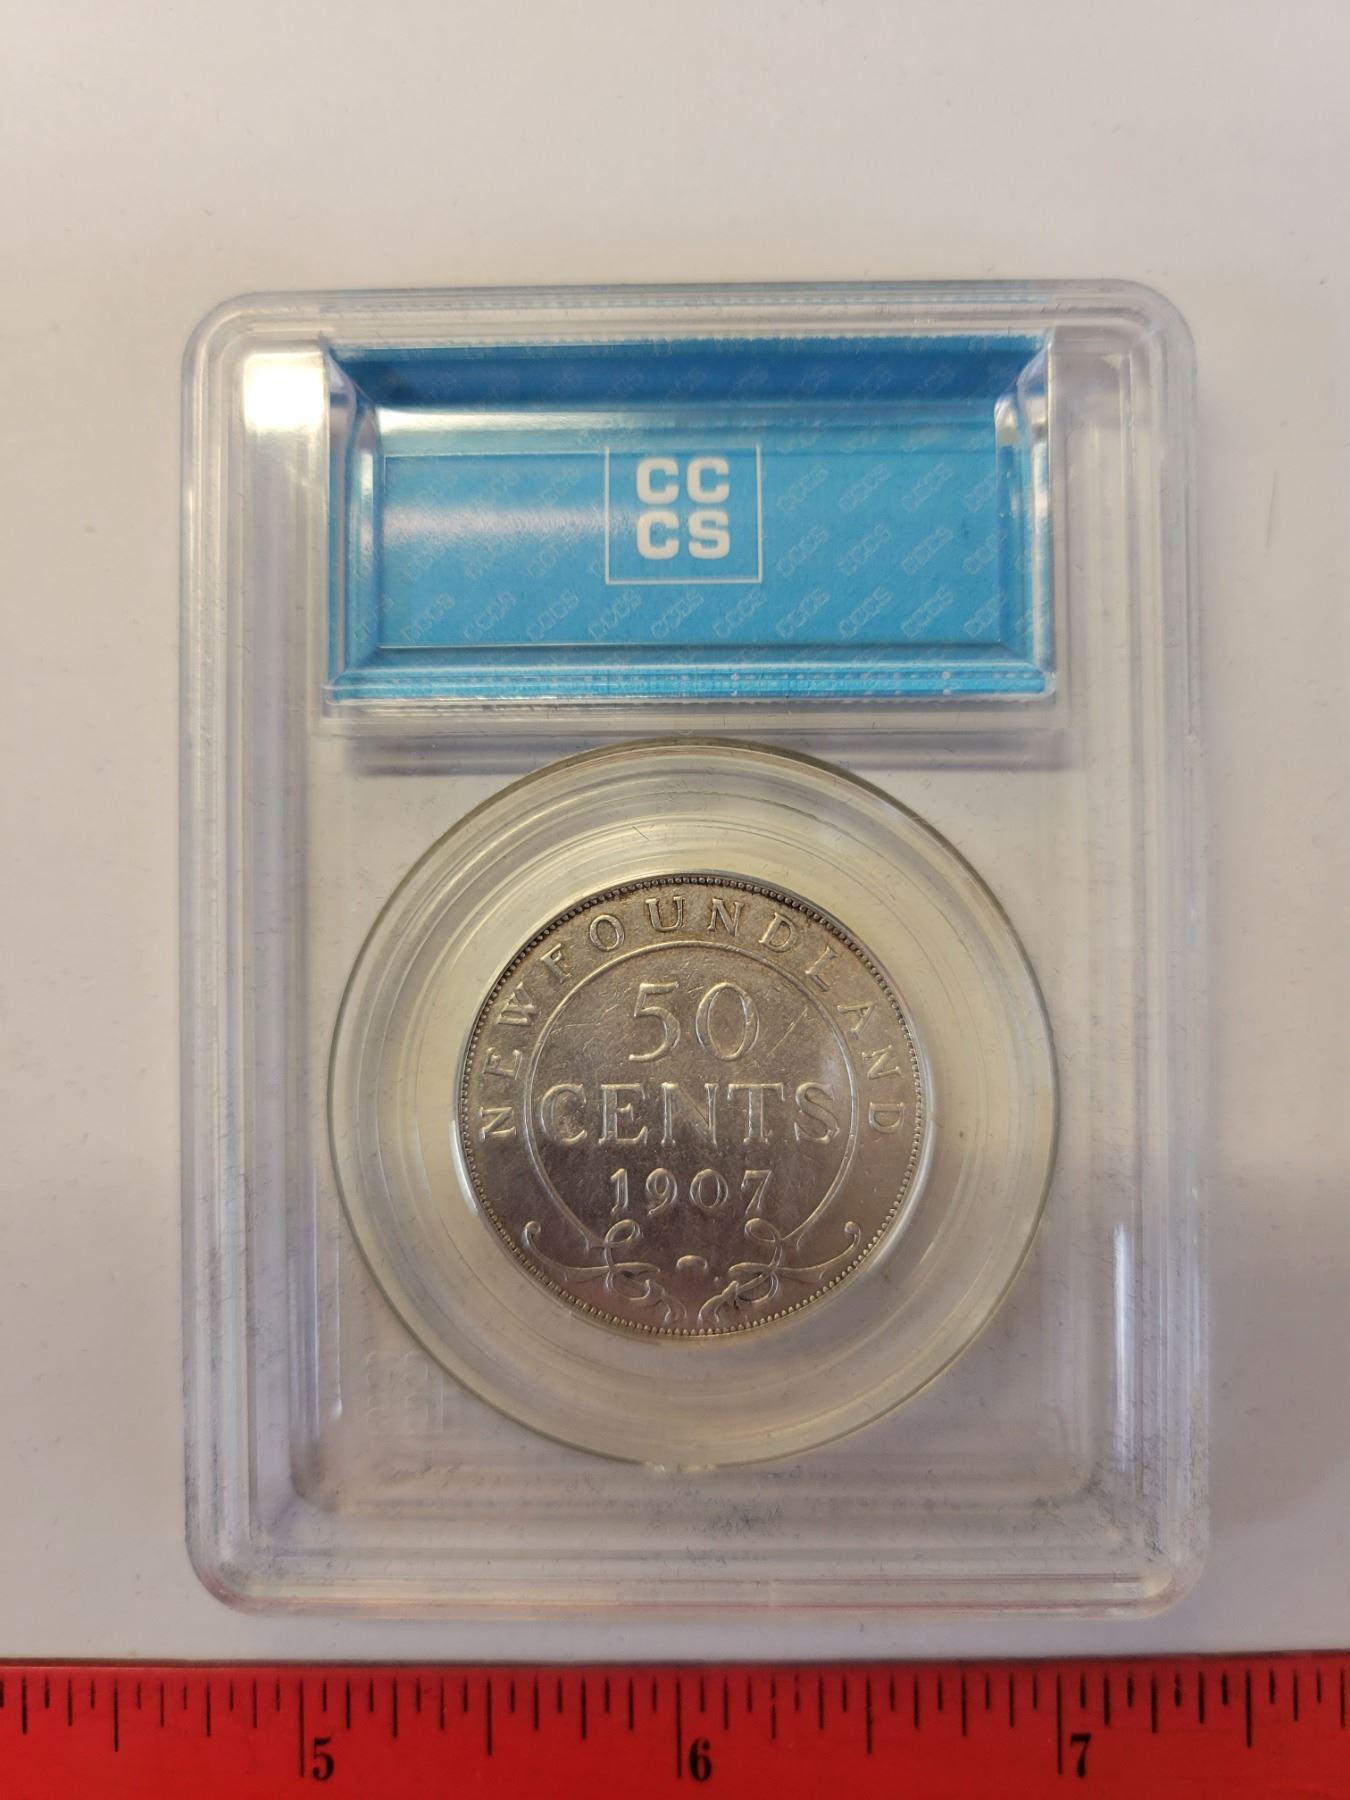 CC
CS
NEWFOUNDLAND
50
CENTS
1907
5 6 7